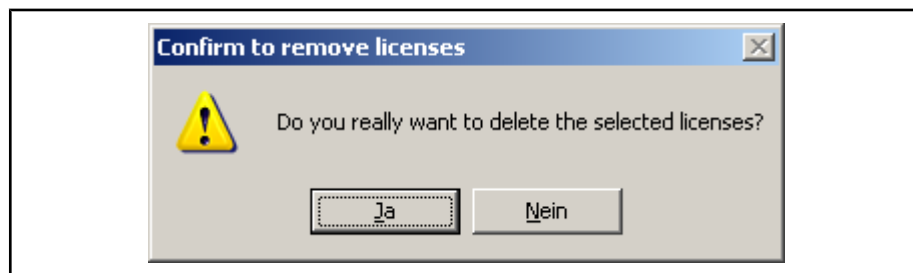 Confirm to remove licenses
Do you really want to delete the selected licenses?
Ja
Nein